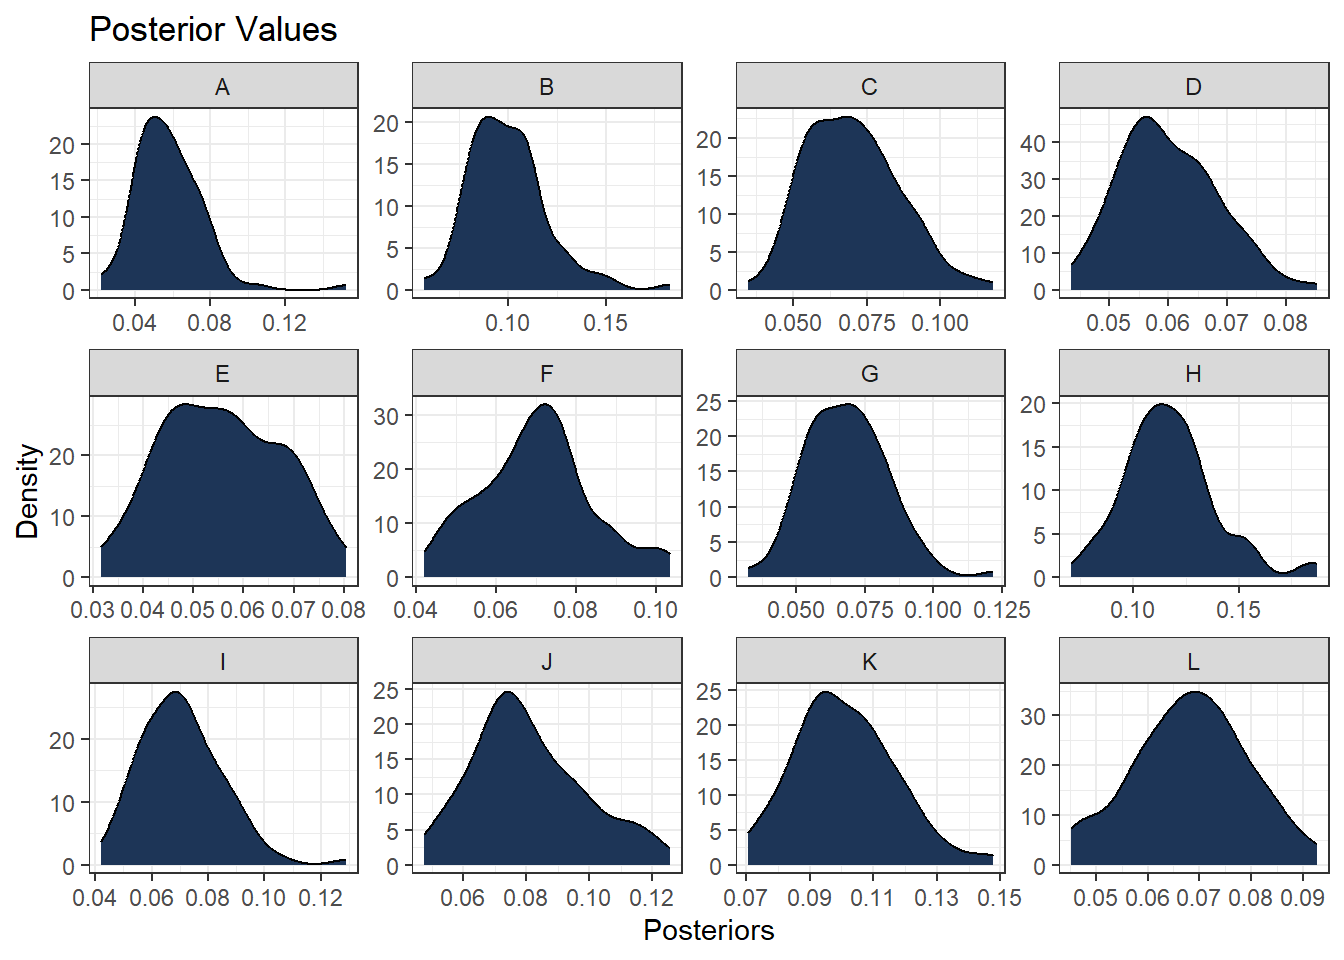 Posterior Values
A B C D
20 15 10 5 0
20 15 10 5 0
20 15 10 5 0
40 30 20 10 0
0.04 0.08 0.12
0.10 0.15
0.050 0.075 0.100
0.05 0.06 0.07 0.08
E F G H
20 10 0
30 20 10 0
25 20 15 10 5 0
20 15 10 5 0
0.03 0.04 0.05 0.06 0.07 0.08
0.04 0.06 0.08 0.10
0.050 0.075 0.100 0.125
0.10 0.15
I J K L
20 10 0
25 20 15 10 5 0
25 20 15 10 5 0
30 20 10 0
0.04 0.06 0.08 0.10 0.12
0.06 0.08 0.10 0.12
0.07 0.09 0.11 0.13 0.15
0.05 0.06 0.07 0.08 0.09
Density
Posteriors